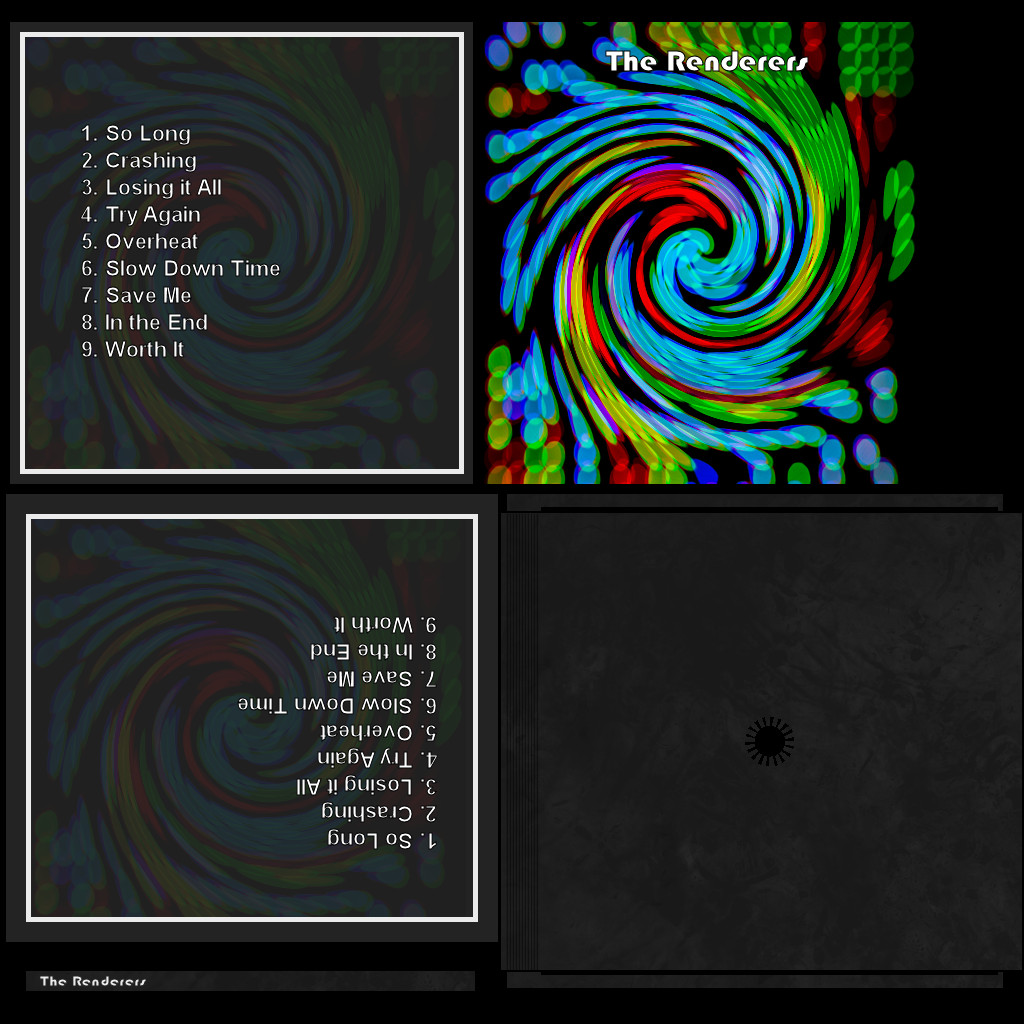 The Renderers
1. So Long
2. Crashing
3. Losing it All
4. Try Again
5. Overheat
6. Slow Down Time
7. Save Me
8. In the End
9. Worth It
1. So Long
2. Crashing
3. Losing it All
4. Try Again
5. Overheat
6. Slow Down Time
7. Save Me
8. In the End
9. Worth It
The Renderers